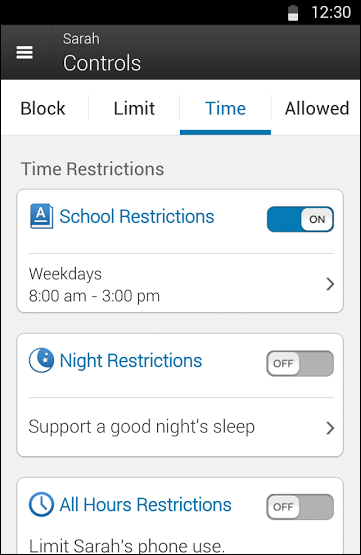 12:30
Sarah
Controls
Block Limit Time Allowed
Time Restrictions
A School Restrictions ON
Weekdays
8:00 am - 3:00 pm
Night Restrictions OFF
Support a good night's sleep
All Hours Restrictions OFF
Limit Sarah's phone use.